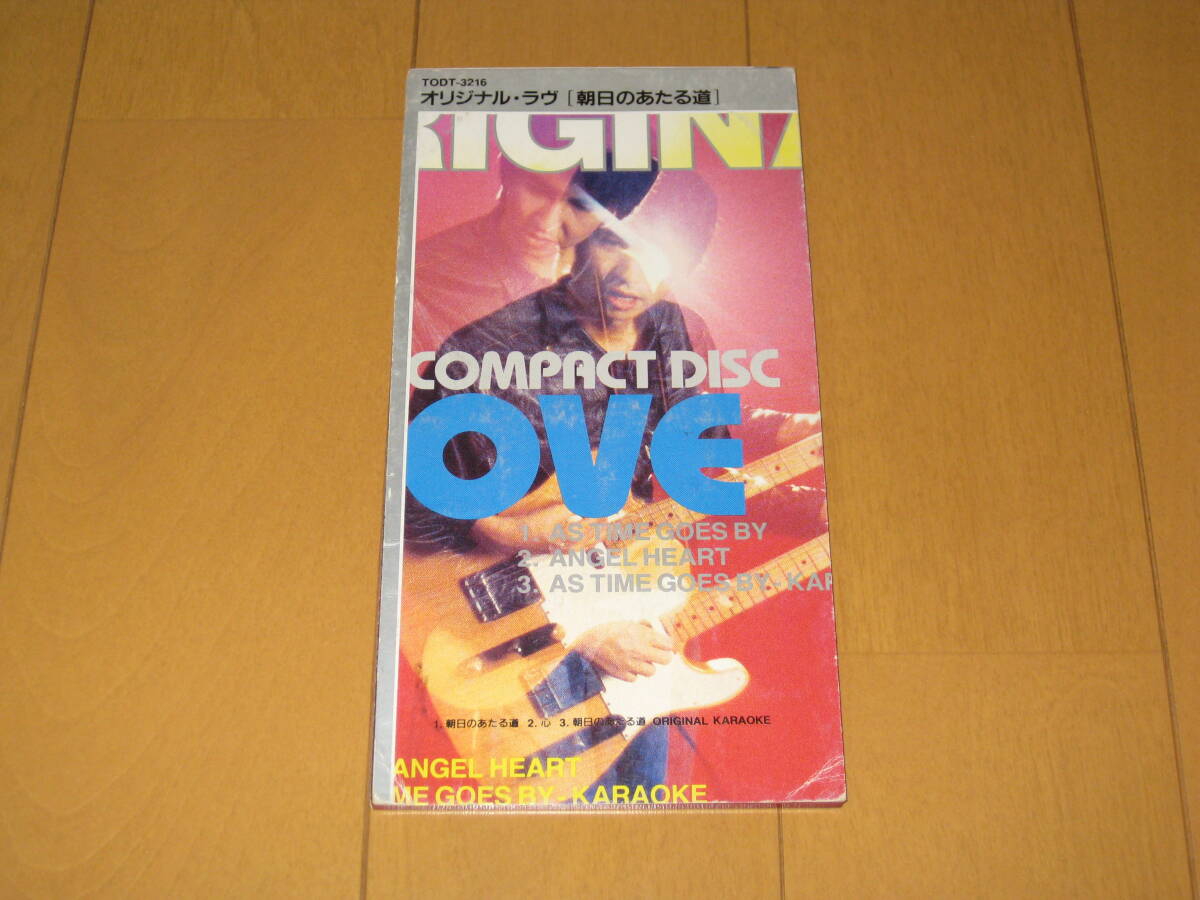 TODT-3216
オリジナル・ラヴ [朝日のあたる道]
RIGINA
COMPACT DISC
OVE
1. AS TIME GOES BY
2. ANGEL HEART
3. AS TIME GOES BY - KAR
1. 朝日のあたる道 2. 心 3. 朝日のあたる道 ORIGINAL KARAOKE
ANGEL HEART
ME GOES BY - KARAOKE